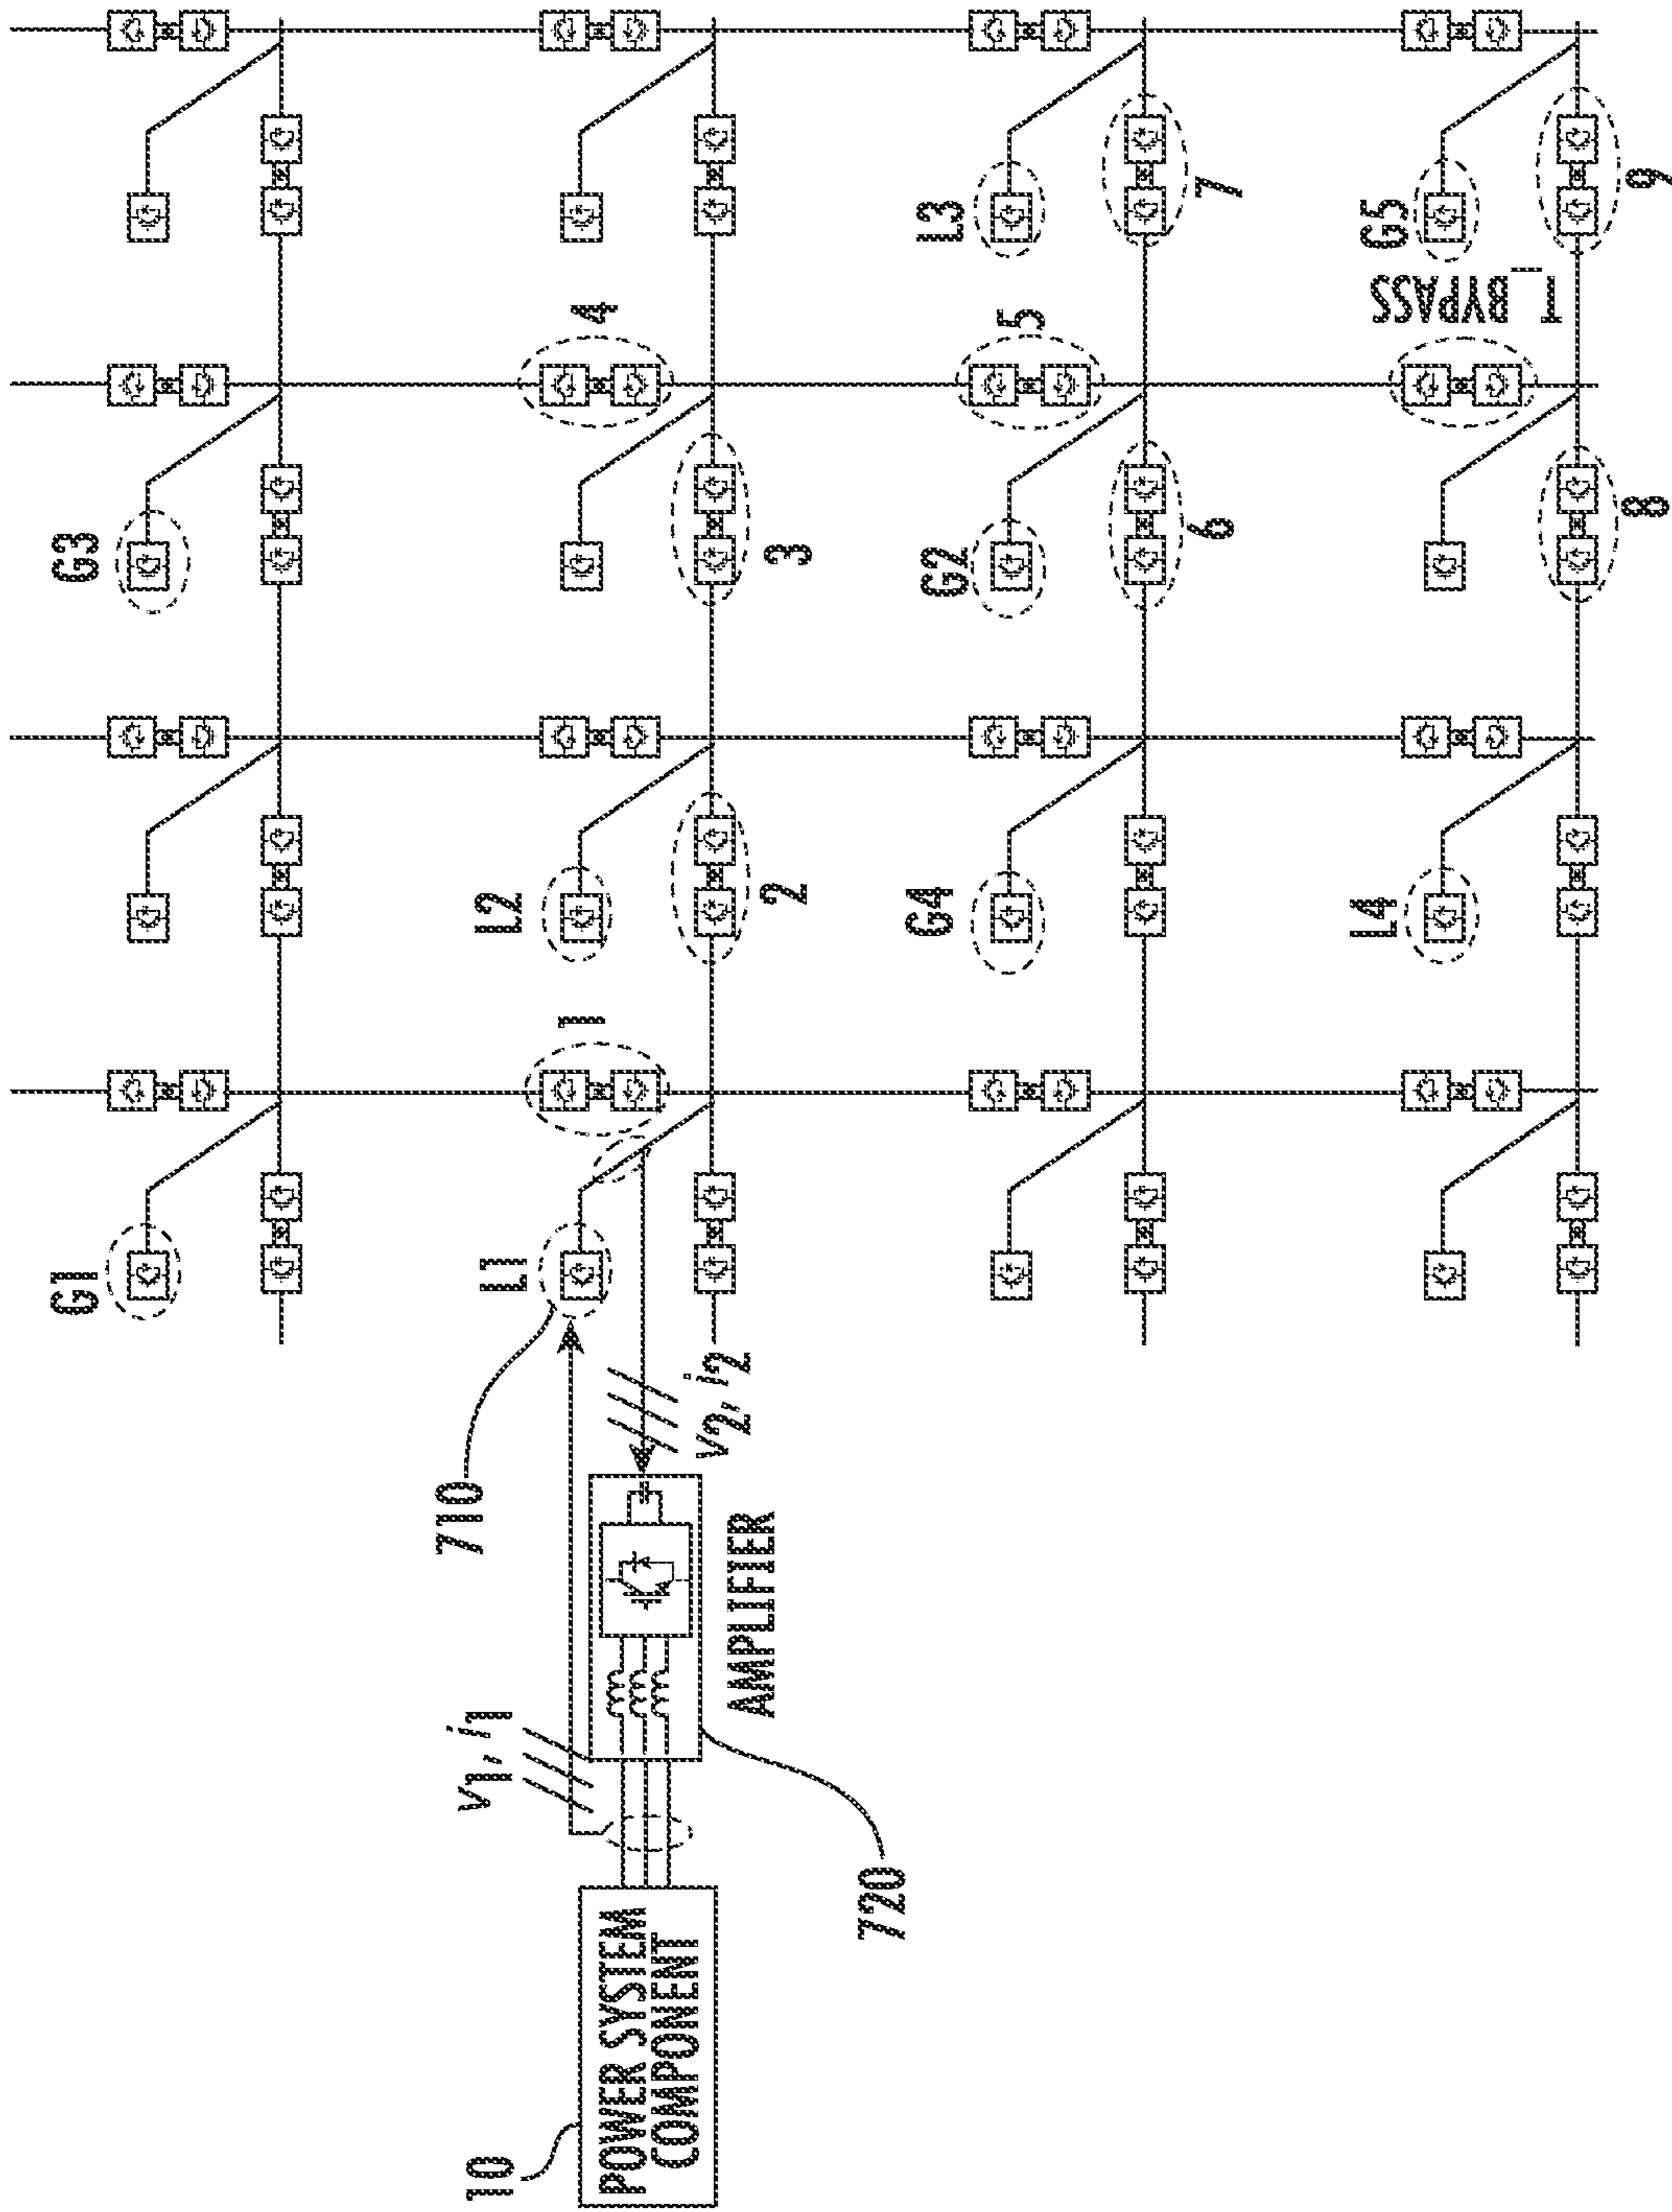 G1
G3
L1
L2
L3
G2
G4
G5
L4
1
2
3
4
5
6
7
8
9
T_BYPASS
710
v1, i1
v2, i2
AMPLIFIER
720
10
POWER SYSTEM
COMPONENT